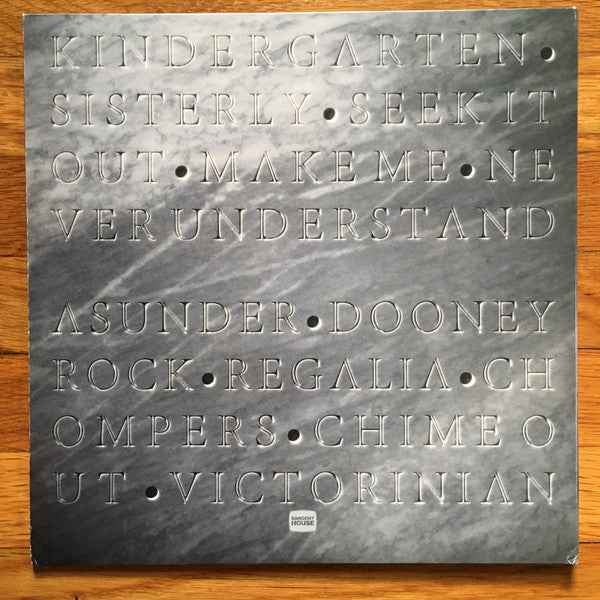 KINDERGARTEN •
SISTERLY • SEEK IT
OUT • MAKE ME • NE
VER UNDERSTAND
ASUNDER • DOONEY
ROCK • REGALIA • CH
OMPERS • CHIME O
UT • VICTORINIAN
SARGENT
HOUSE